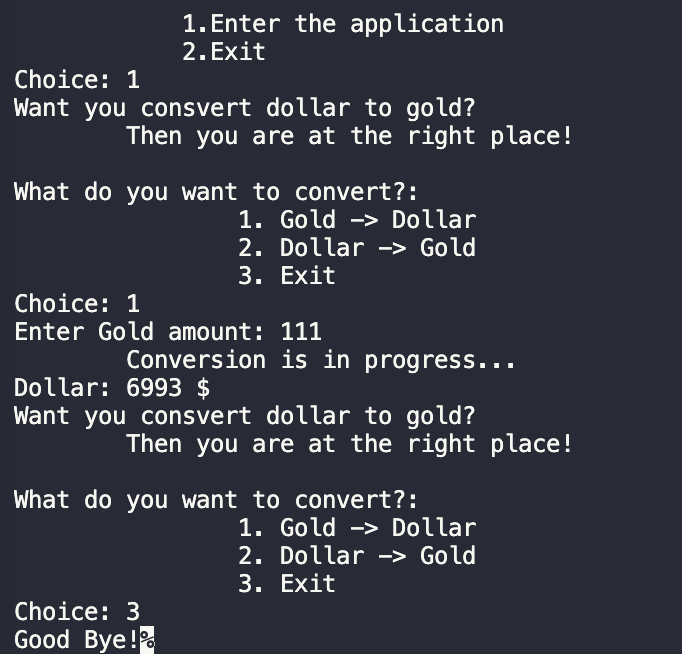 1.Enter the application
2.Exit
Choice: 1
Want you consvert dollar to gold?
Then you are at the right place!
What do you want to convert?:
1. Gold -> Dollar
2. Dollar -> Gold
3. Exit
Choice: 1
Enter Gold amount: 111
Conversion is in progress...
Dollar: 6993 $
Want you consvert dollar to gold?
Then you are at the right place!
What do you want to convert?:
1. Gold -> Dollar
2. Dollar -> Gold
3. Exit
Choice: 3
Good Bye!%